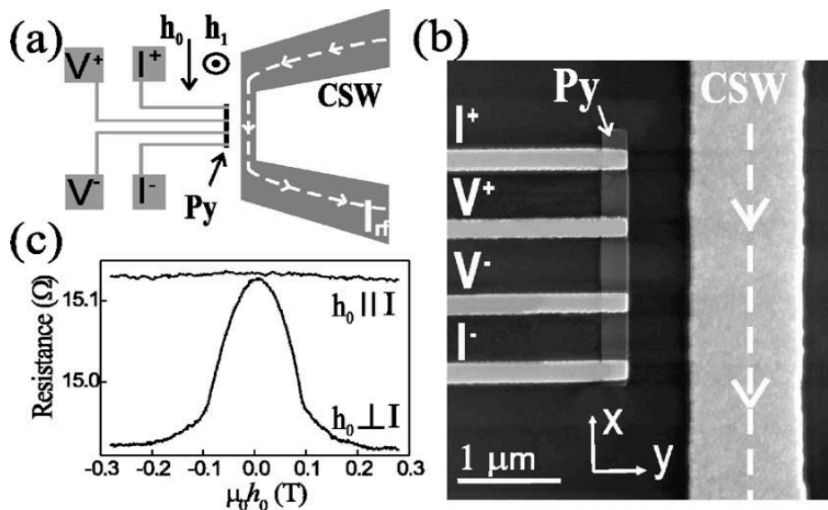 (a)
h₀ h₁
V⁺ I⁺
CSW
V⁻ I⁻
Py
I_rf
(b)
Py
CSW
I⁺
V⁺
V⁻
I⁻
x
y
1 μm
(c)
Resistance (Ω)
15.1
15.0
h₀ || I
h₀ ⊥ I
-0.3 -0.2 -0.1 0.0 0.1 0.2 0.3
μ₀h₀ (T)